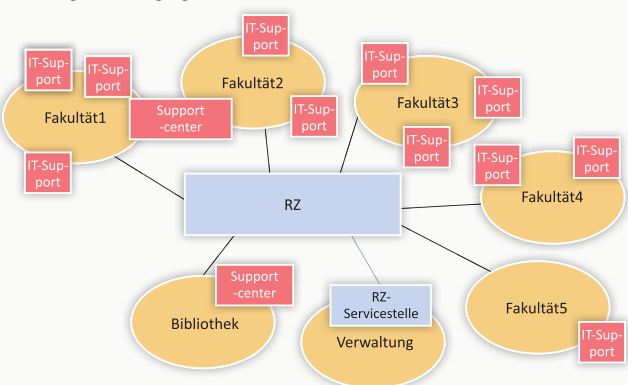 IT-Sup-
port
IT-Sup-
port
IT-Sup-
port
Fakultät1
IT-Sup-
port
Support
-center
Fakultät2
IT-Sup-
port
IT-Sup-
port
Fakultät3
IT-Sup-
port
IT-Sup-
port
IT-Sup-
port
IT-Sup-
port
Fakultät4
RZ
Support
-center
Bibliothek
RZ-
Servicestelle
Verwaltung
Fakultät5
IT-Sup-
port